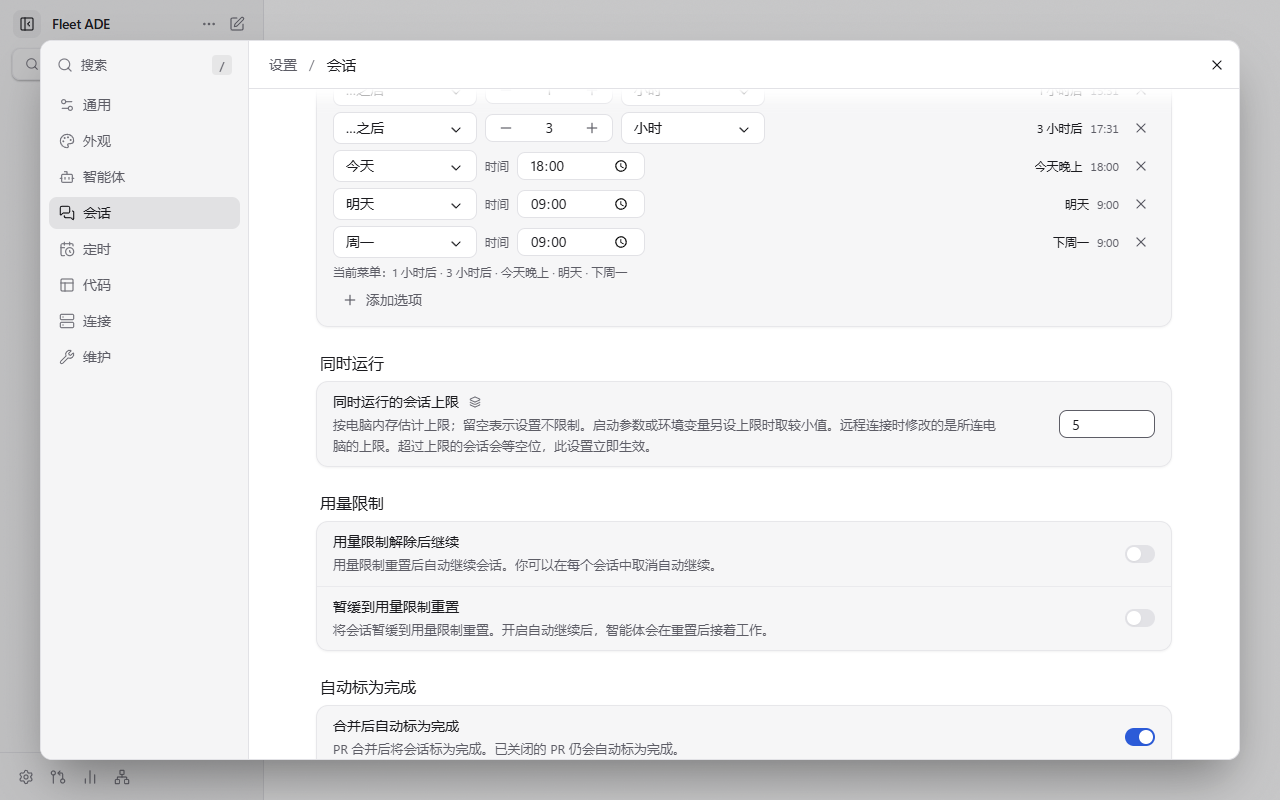 Fleet ADE
搜索
/
通用
外观
智能体
会话
定时
代码
连接
维护
设置 / 会话
...之后 3 小时 3 小时后 17:31
今天 时间 18:00 今天晚上 18:00
明天 时间 09:00 明天 9:00
周一 时间 09:00 下周一 9:00
当前菜单：1 小时后 · 3 小时后 · 今天晚上 · 明天 · 下周一
添加选项
同时运行
同时运行的会话上限
按电脑内存估计上限；留空表示设置不限制。启动参数或环境变量另设上限时取较小值。远程连接时修改的是所连电
脑的上限。超过上限的会话会等空位，此设置立即生效。
5
用量限制
用量限制解除后继续
用量限制重置后自动继续会话。你可以在每个会话中取消自动继续。
暂缓到用量限制重置
将会话暂缓到用量限制重置。开启自动继续后，智能体会在重置后接着工作。
自动标为完成
合并后自动标为完成
PR 合并后将会话标为完成。已关闭的 PR 仍会自动标为完成。